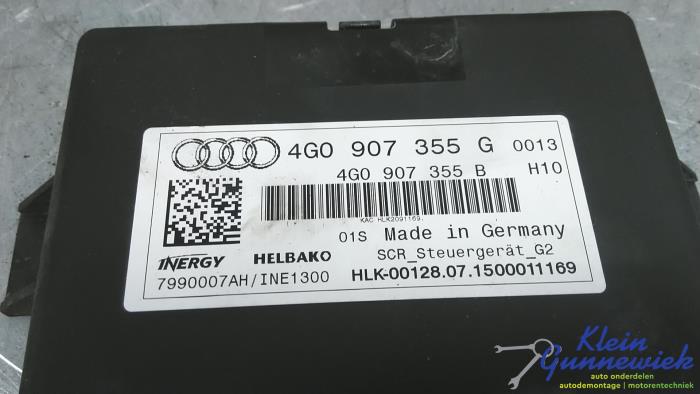 4G0 907 355 G 0013
4G0 907 355 B H10
KAC HLK2091169.
01S Made in Germany
INERGY HELBAKO SCR_Steuergerät_G2
7990007AH/INE1300 HLK-00128.07.1500011169
Klein
Gunnewiek
auto onderdelen
autodemontage | motorentechniek